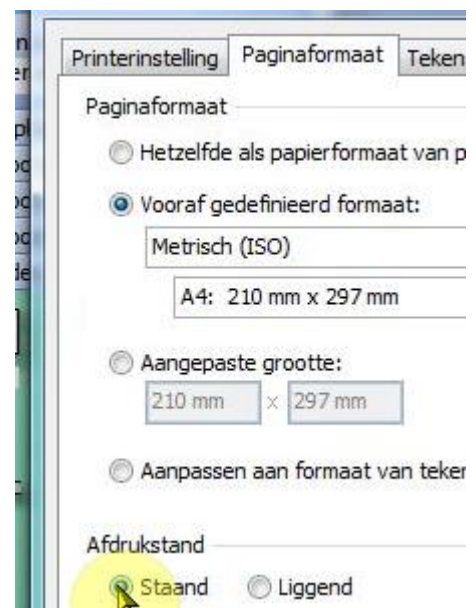 Printerinstelling Paginaformaat Teken
Paginaformaat
Hetzelfde als papierformaat van p
Vooraf gedefinieerd formaat:
Metrisch (ISO)
A4: 210 mm x 297 mm
Aangepaste grootte:
210 mm x 297 mm
Aanpassen aan formaat van teker
Afdrukstand
Staand Liggend